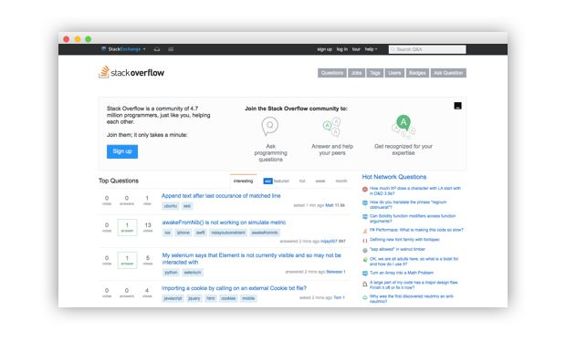 StackExchange
sign up log in tour help
Search Q&A
stackoverflow
Questions Jobs Tags Users Badges Ask Question
Stack Overflow is a community of 4.7
million programmers, just like you, helping
each other.
Join them; it only takes a minute:
Sign up
Join the Stack Overflow community to:
Ask
programming
questions
Answer and help
your peers
Get recognized for your
expertise
Top Questions
interesting featured hot week month
0 0 1
votes answers view
Append text after last occurance of matched line
ubuntu sed
asked 1 min ago Matt 11.9k
0 1 13
votes answer views
awakeFromNib() is not working on simulate metric
ios iphone swift nslayoutconstraint awakefromnib
answered 2 mins ago
0 1 5
votes answer views
My selenium says that Element is not currently visible and so may not be
interacted with
python selenium
answered 2 mins ago
0 0 4
votes answers views
Importing a cookie by calling on an external Cookie txt file?
javascript jquery html cookies mobile
asked 2 mins ago Tom 1
Hot Network Questions
How much XP does a character with LA start with
in D&D 3.5e?
How do you translate the phrase "regnum
Can Solidity function modifiers access function
arguments?
T# Performance: What is making this code so slow?
Defining new font family with fontspec
"sap allowed" in walnut timber
OK, we are all adults here, so what is a toilet for
and how do I use it?
Turn an Array into a Math Problem
A large part of my code has a major design flaw.
Finish it off or fix it now?
Why was the first discovered neutrino an anti-
neutrino?